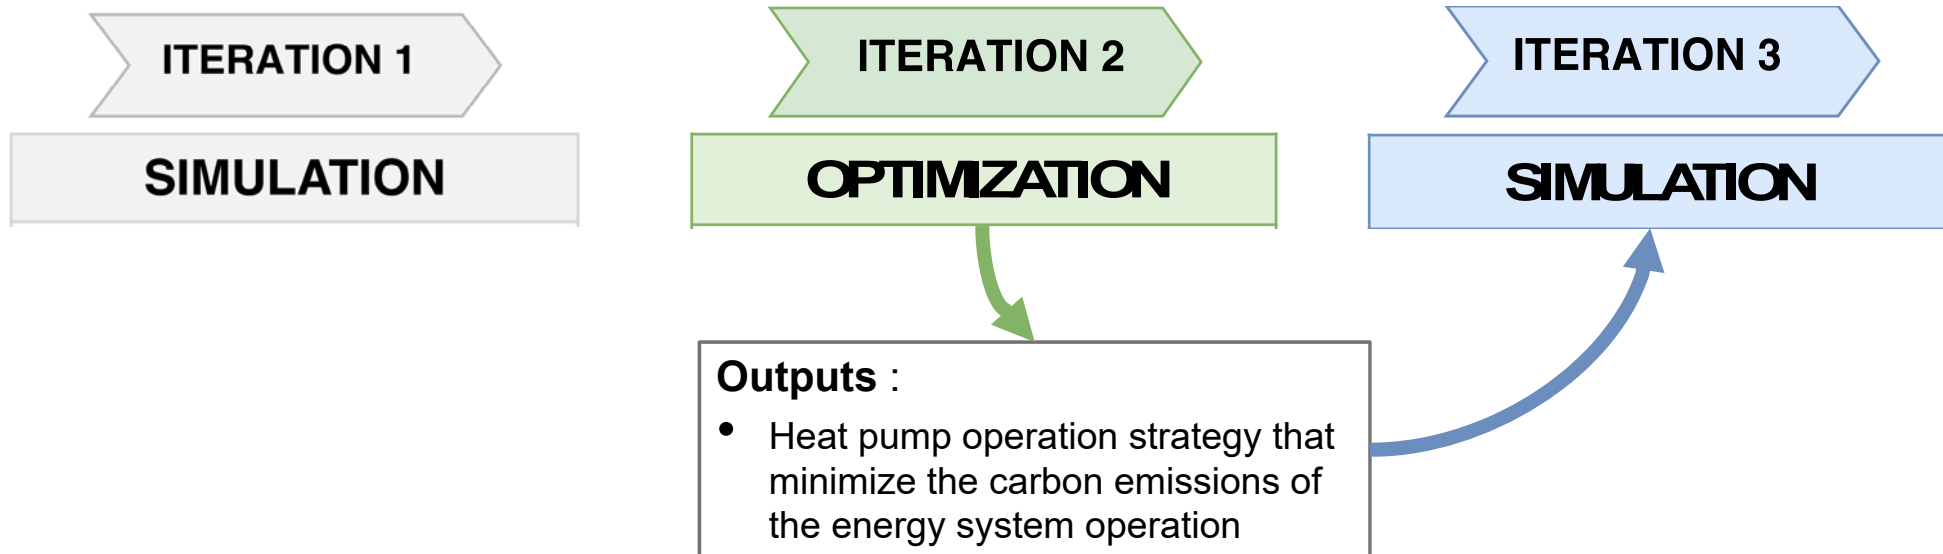 ITERATION 1
ITERATION 2
ITERATION 3
SIMULATION
OPTIMIZATION
SIMULATION
Outputs :
• Heat pump operation strategy that
minimize the carbon emissions of
the energy system operation